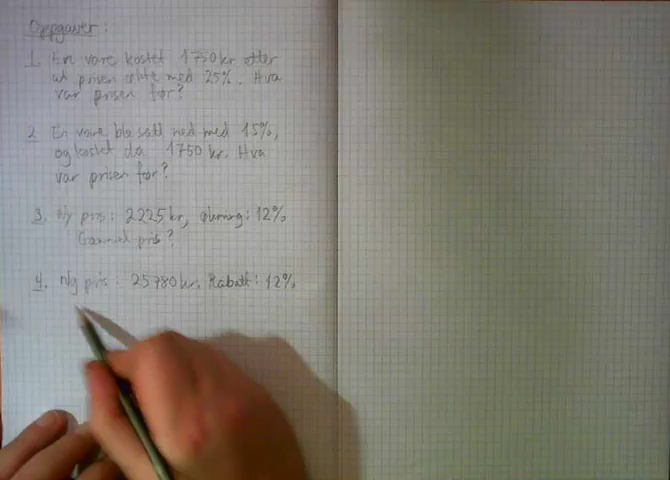 Oppgaver:
1. En vare kostet 1750 kr etter
at prisen økte med 25%. Hva
var prisen før?
2. En vare ble satt ned med 15%,
og kostet da 1750 kr. Hva
var prisen før?
3. Ny pris: 2225 kr, økning: 12%
Gammel pris?
4. Ny pris: 25780 kr. Rabatt: 12%